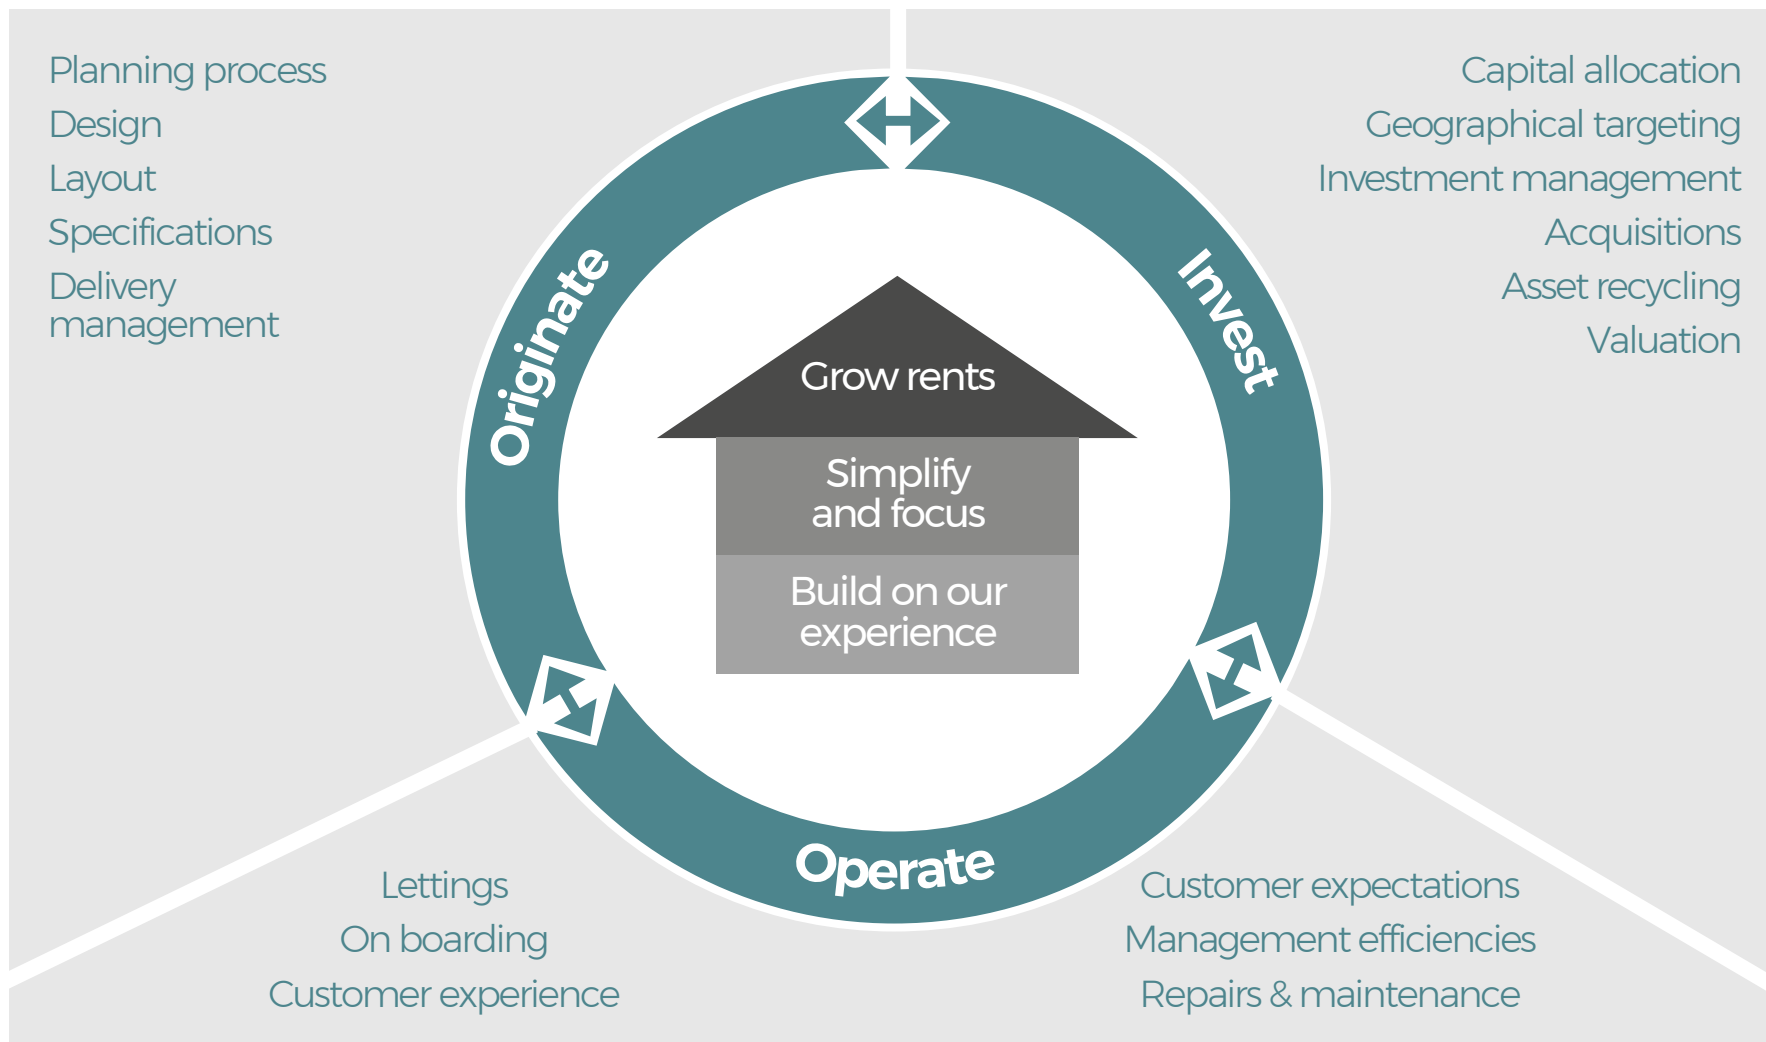 Planning process
Design
Layout
Specifications
Delivery
management
Capital allocation
Geographical targeting
Investment management
Acquisitions
Asset recycling
Valuation
Originate
Invest
Grow rents
Simplify
and focus
Build on our
experience
Operate
Lettings
On boarding
Customer experience
Customer expectations
Management efficiencies
Repairs & maintenance